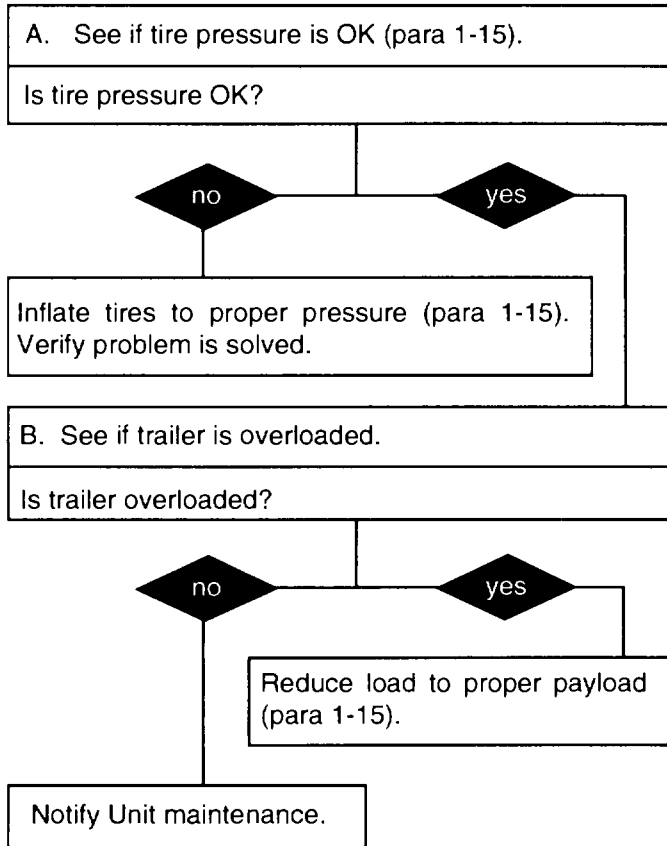 A. See if tire pressure is OK (para 1-15).
Is tire pressure OK?
no
yes
Inflate tires to proper pressure (para 1-15).
Verify problem is solved.
B. See if trailer is overloaded.
Is trailer overloaded?
no
yes
Reduce load to proper payload
(para 1-15).
Notify Unit maintenance.